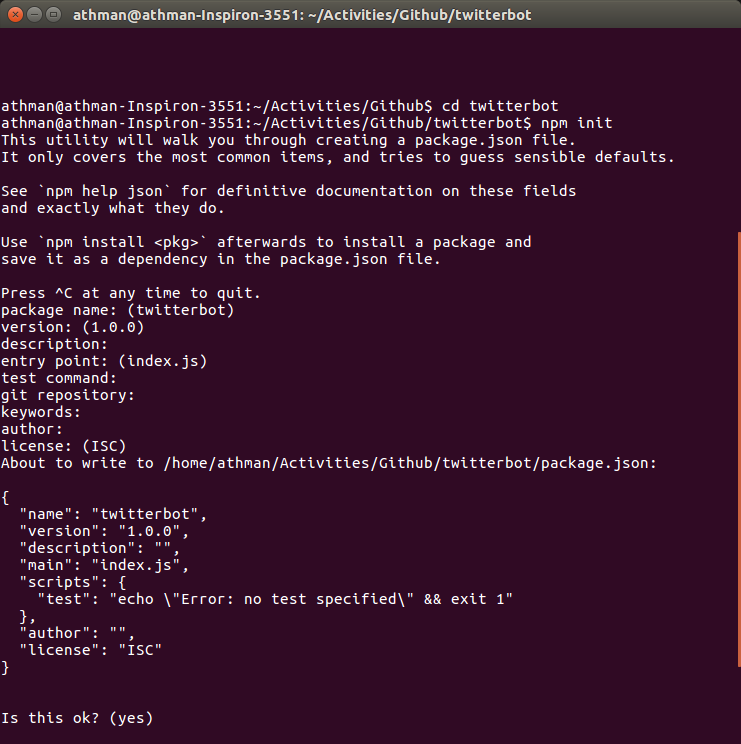 athman@athman-Inspiron-3551: ~/Activities/Github/twitterbot
athman@athman-Inspiron-3551:~/Activities/Github$ cd twitterbot
athman@athman-Inspiron-3551:~/Activities/Github/twitterbot$ npm init
This utility will walk you through creating a package.json file.
It only covers the most common items, and tries to guess sensible defaults.

See `npm help json` for definitive documentation on these fields
and exactly what they do.

Use `npm install <pkg>` afterwards to install a package and
save it as a dependency in the package.json file.

Press ^C at any time to quit.
package name: (twitterbot)
version: (1.0.0)
description:
entry point: (index.js)
test command:
git repository:
keywords:
author:
license: (ISC)
About to write to /home/athman/Activities/Github/twitterbot/package.json:

{
  "name": "twitterbot",
  "version": "1.0.0",
  "description": "",
  "main": "index.js",
  "scripts": {
    "test": "echo \"Error: no test specified\" && exit 1"
  },
  "author": "",
  "license": "ISC"
}

Is this ok? (yes)